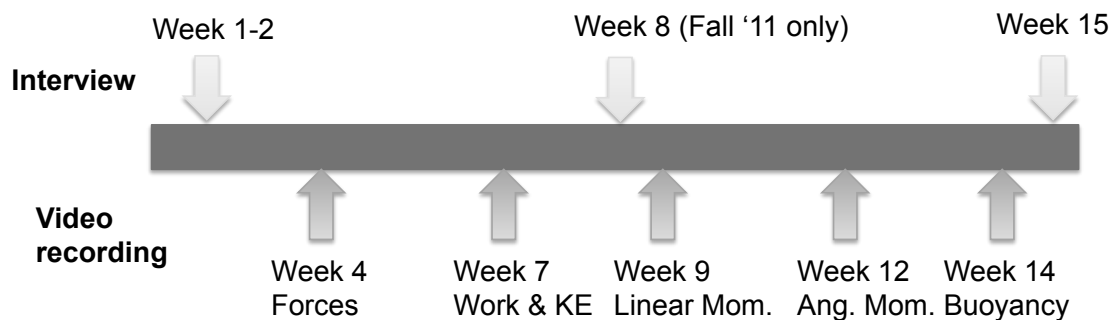 Week 1-2
Week 8 (Fall ‘11 only)
Week 15
Interview
Video
recording
Week 4
Forces
Week 7
Work & KE
Week 9
Linear Mom.
Week 12
Ang. Mom.
Week 14
Buoyancy